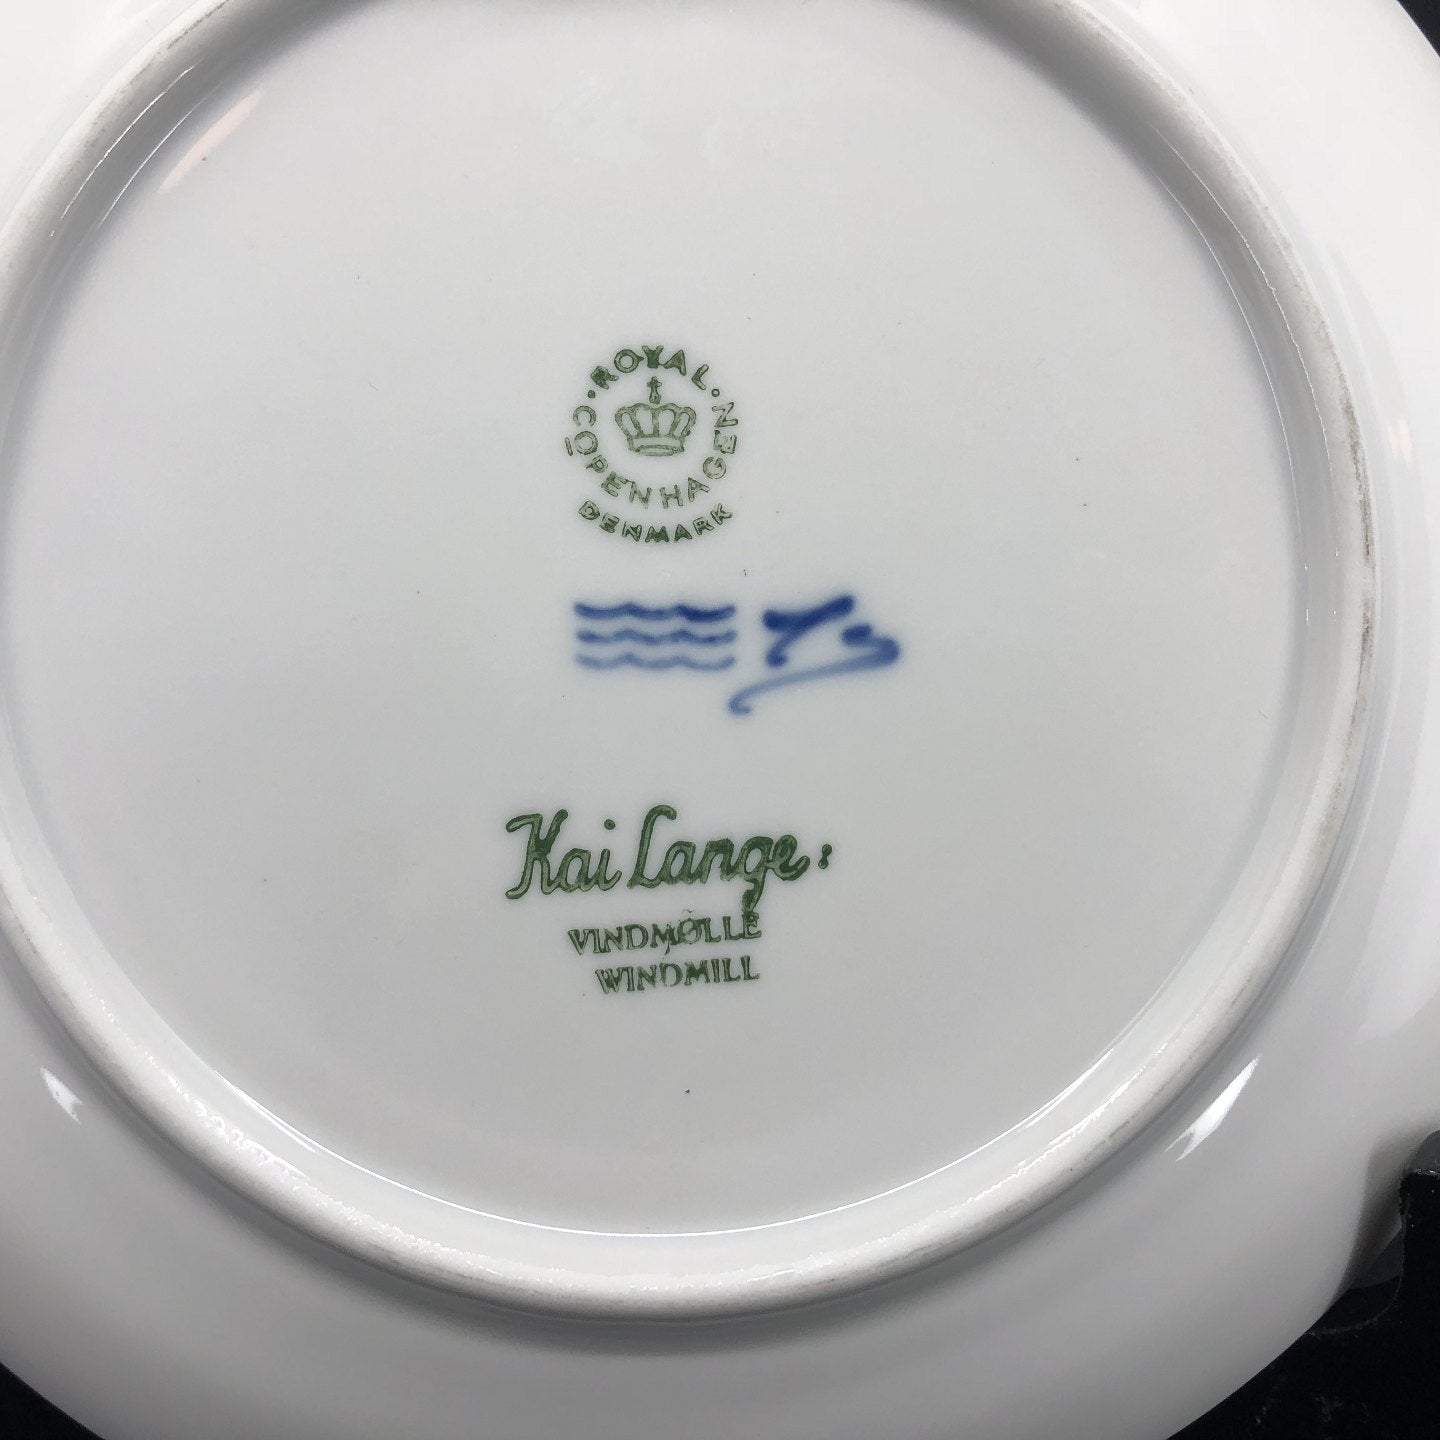 · ROYAL ·
COPENHAGEN
DENMARK
Kai Lange.
VINDMØLLE
WINDMILL